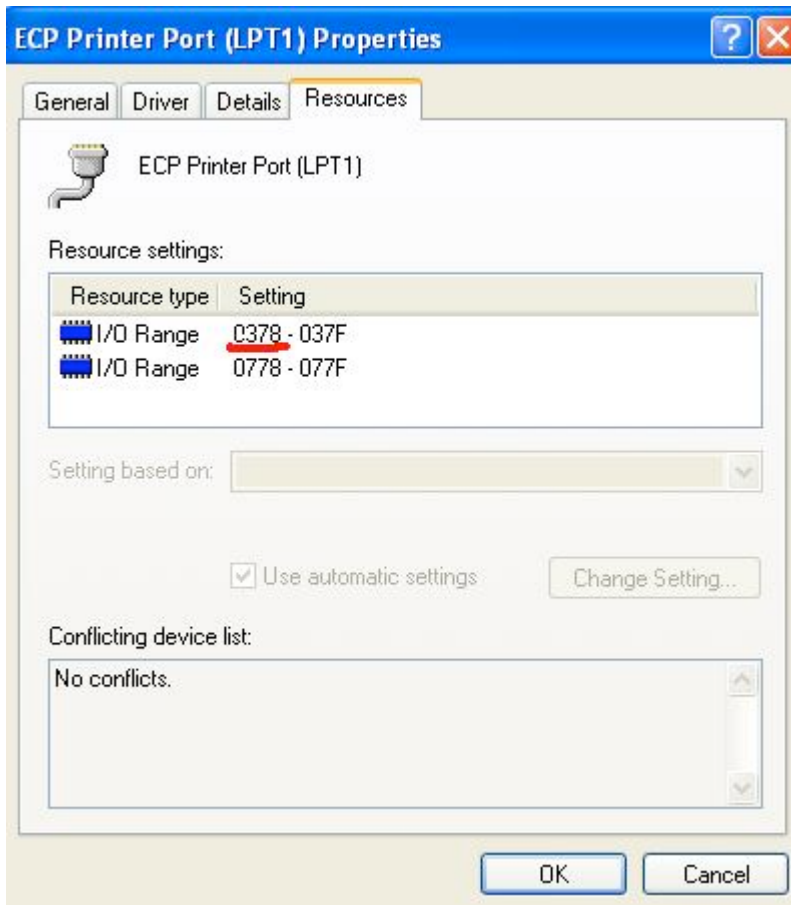 ECP Printer Port (LPT1) Properties
General Driver Details Resources
ECP Printer Port (LPT1)
Resource settings:
Resource type Setting
I/O Range 0378 - 037F
I/O Range 0778 - 077F
Setting based on:
Use automatic settings Change Setting...
Conflicting device list:
No conflicts.
OK Cancel